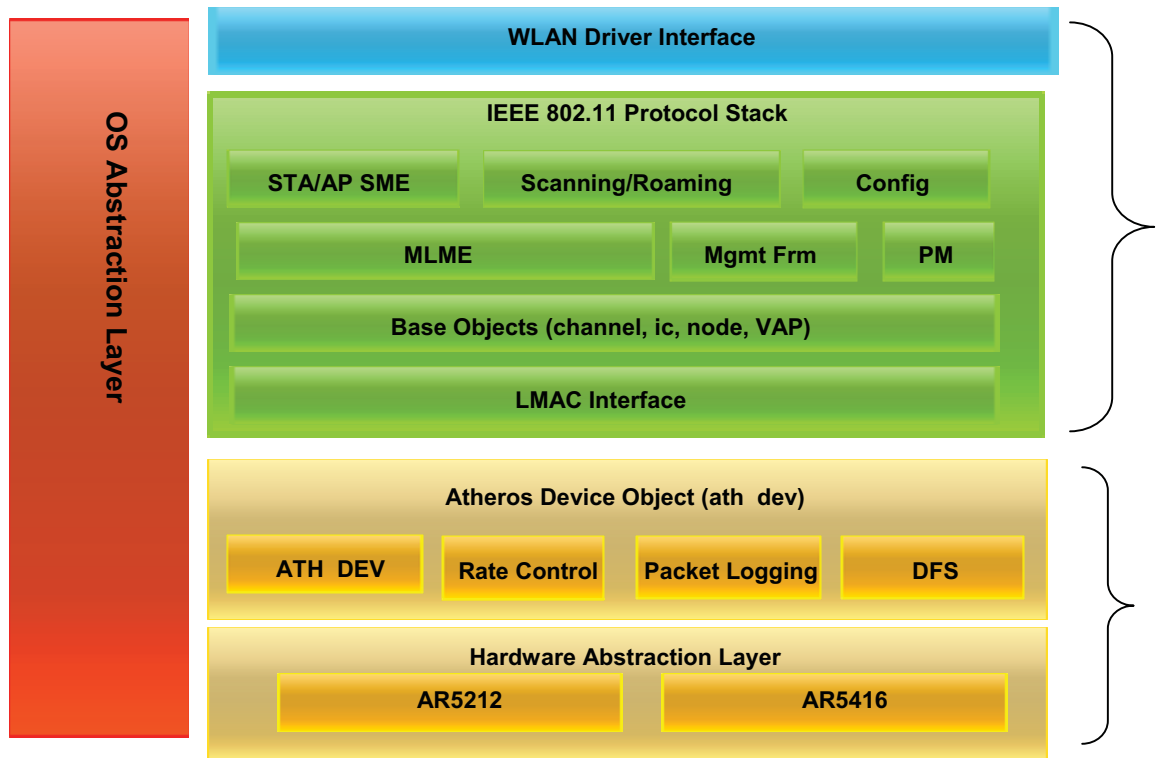 OS Abstraction Layer
WLAN Driver Interface
IEEE 802.11 Protocol Stack
STA/AP SME
Scanning/Roaming
Config
MLME
Mgmt Frm
PM
Base Objects (channel, ic, node, VAP)
LMAC Interface
Atheros Device Object (ath dev)
ATH DEV
Rate Control
Packet Logging
DFS
Hardware Abstraction Layer
AR5212
AR5416